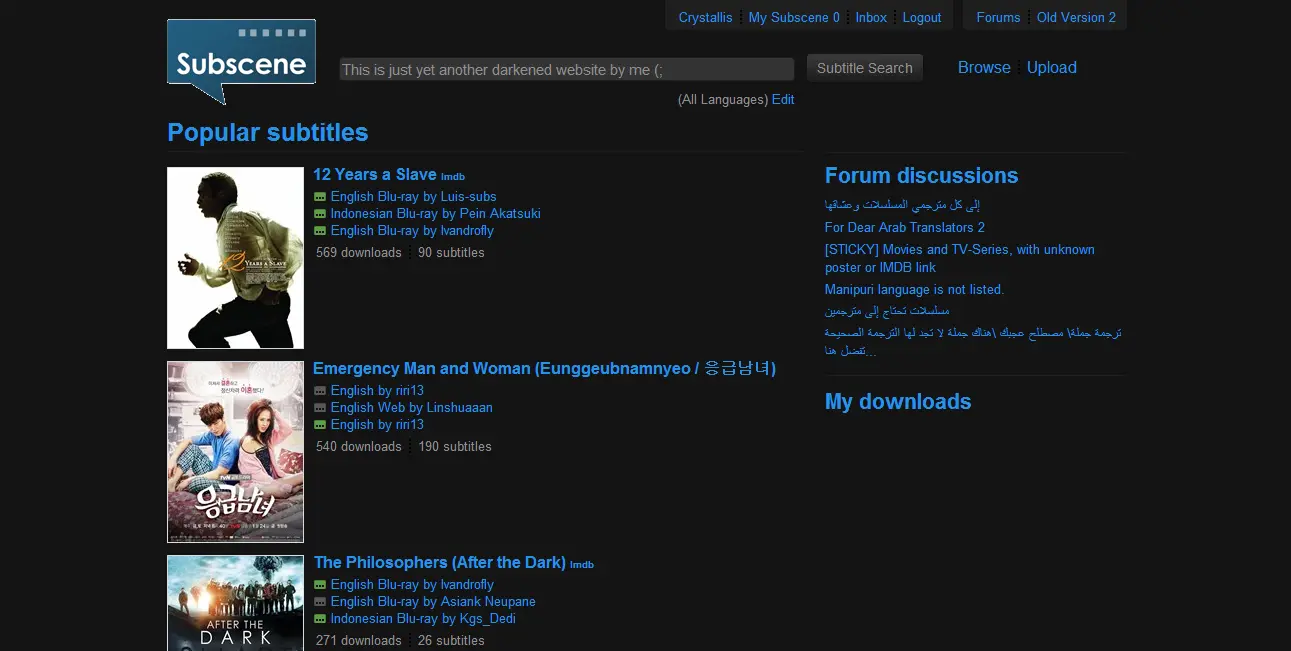 Crystallis My Subscene 0 Inbox Logout Forums Old Version 2
Subscene
This is just yet another darkened website by me (; Subtitle Search Browse Upload
(All Languages) Edit
Popular subtitles
12 Years a Slave Imdb
English Blu-ray by Luis-subs
Indonesian Blu-ray by Pein Akatsuki
English Blu-ray by Ivandrofly
569 downloads 90 subtitles
YEARS A SLAVE
Emergency Man and Woman (Eunggeubnamnyeo / 응급남녀)
English by riri13
English Web by Linshuaaan
English by riri13
540 downloads 190 subtitles
tvN
응급남녀
The Philosophers (After the Dark) Imdb
English Blu-ray by Ivandrofly
English Blu-ray by Asiank Neupane
Indonesian Blu-ray by Kgs_Dedi
271 downloads 26 subtitles
AFTER THE
DARK
Forum discussions
إلى كل مترجمي المسلسلات وعشاقها
For Dear Arab Translators 2
[STICKY] Movies and TV-Series, with unknown
poster or IMDB link
Manipuri language is not listed.
مسلسلات تحتاج إلى مترجمين
ترجمة جملة\ مصطلح عجيك \هناك جملة لا تجد لها الترجمة الصحيحة
تفضل هنا...
My downloads